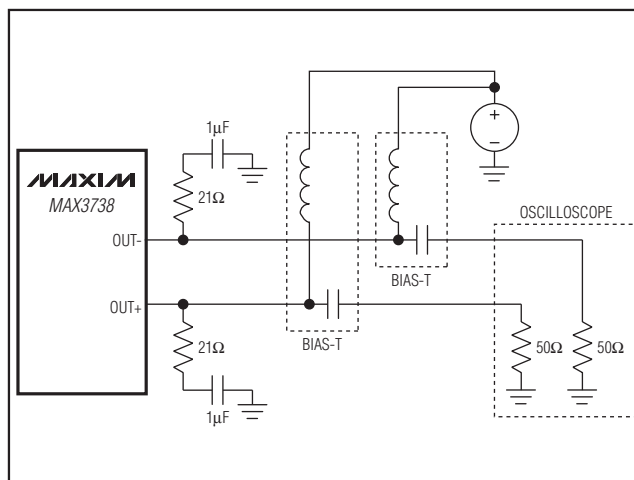 1μF
+
−
MAXIM
MAX3738
21Ω
OSCILLOSCOPE
OUT-
BIAS-T
OUT+
21Ω
BIAS-T
50Ω
50Ω
1μF